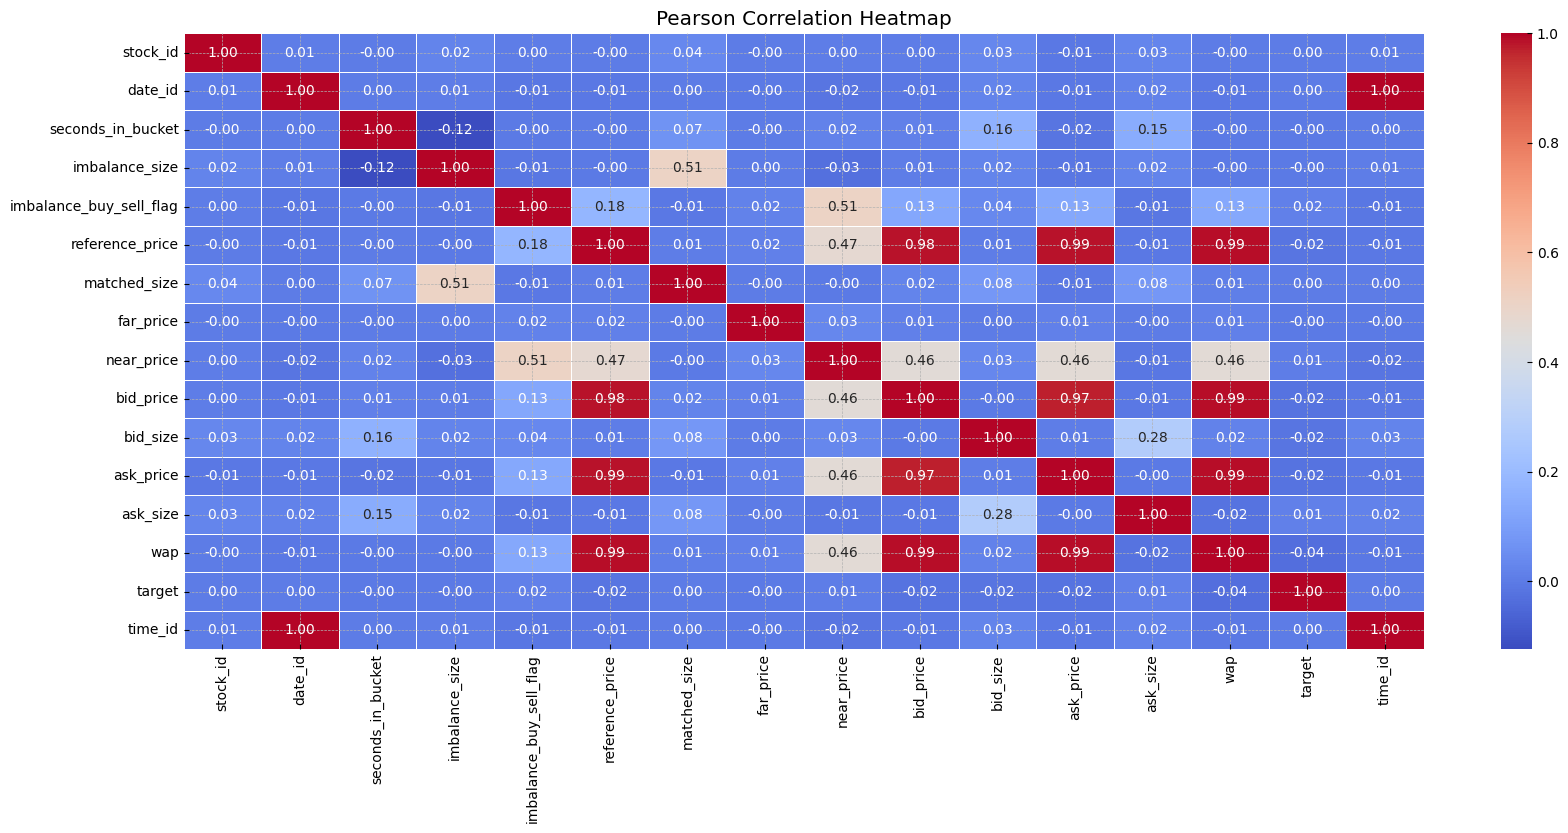 Pearson Correlation Heatmap
stock_id 1.00 0.01 -0.00 0.02 0.00 -0.00 0.04 -0.00 0.00 0.00 0.03 -0.01 0.03 -0.00 0.00 0.01
date_id 0.01 1.00 0.00 0.01 -0.01 -0.01 0.00 -0.00 -0.02 -0.01 0.02 -0.01 0.02 -0.01 0.00 1.00
seconds_in_bucket -0.00 0.00 1.00 -0.12 -0.00 -0.00 0.07 -0.00 0.02 0.01 0.16 -0.02 0.15 -0.00 -0.00 0.00
imbalance_size 0.02 0.01 -0.12 1.00 -0.01 -0.00 0.51 0.00 -0.03 0.01 0.02 -0.01 0.02 -0.00 -0.00 0.01
imbalance_buy_sell_flag 0.00 -0.01 -0.00 -0.01 1.00 0.18 -0.01 0.02 0.51 0.13 0.04 0.13 -0.01 0.13 0.02 -0.01
reference_price -0.00 -0.01 -0.00 -0.00 0.18 1.00 0.01 0.02 0.47 0.98 0.01 0.99 -0.01 0.99 -0.02 -0.01
matched_size 0.04 0.00 0.07 0.51 -0.01 0.01 1.00 -0.00 -0.00 0.02 0.08 -0.01 0.08 0.01 0.00 0.00
far_price -0.00 -0.00 -0.00 0.00 0.02 0.02 -0.00 1.00 0.03 0.01 0.00 0.01 -0.00 0.01 -0.00 -0.00
near_price 0.00 -0.02 0.02 -0.03 0.51 0.47 -0.00 0.03 1.00 0.46 0.03 0.46 -0.01 0.46 0.01 -0.02
bid_price 0.00 -0.01 0.01 0.01 0.13 0.98 0.02 0.01 0.46 1.00 -0.00 0.97 -0.01 0.99 -0.02 -0.01
bid_size 0.03 0.02 0.16 0.02 0.04 0.01 0.08 0.00 0.03 -0.00 1.00 0.01 0.28 0.02 -0.02 0.03
ask_price -0.01 -0.01 -0.02 -0.01 0.13 0.99 -0.01 0.01 0.46 0.97 0.01 1.00 -0.00 0.99 -0.02 -0.01
ask_size 0.03 0.02 0.15 0.02 -0.01 -0.01 0.08 -0.00 -0.01 -0.01 0.28 -0.00 1.00 -0.02 0.01 0.02
wap -0.00 -0.01 -0.00 -0.00 0.13 0.99 0.01 0.01 0.46 0.99 0.02 0.99 -0.02 1.00 -0.04 -0.01
target 0.00 0.00 -0.00 -0.00 0.02 -0.02 0.00 -0.00 0.01 -0.02 -0.02 -0.02 0.01 -0.04 1.00 0.00
time_id 0.01 1.00 0.00 0.01 -0.01 -0.01 0.00 -0.00 -0.02 -0.01 0.03 -0.01 0.02 -0.01 0.00 1.00
stock_id
date_id
seconds_in_bucket
imbalance_size
imbalance_buy_sell_flag
reference_price
matched_size
far_price
near_price
bid_price
bid_size
ask_price
ask_size
wap
target
time_id
1.0
0.8
0.6
0.4
0.2
0.0